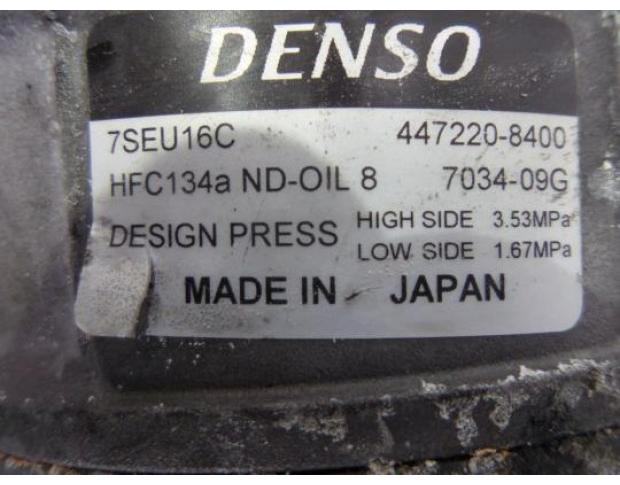 DENSO
7SEU16C 447220-8400
HFC134a ND-OIL 8 7034-09G
DESIGN PRESS HIGH SIDE 3.53MPa
LOW SIDE 1.67MPa
MADE IN JAPAN